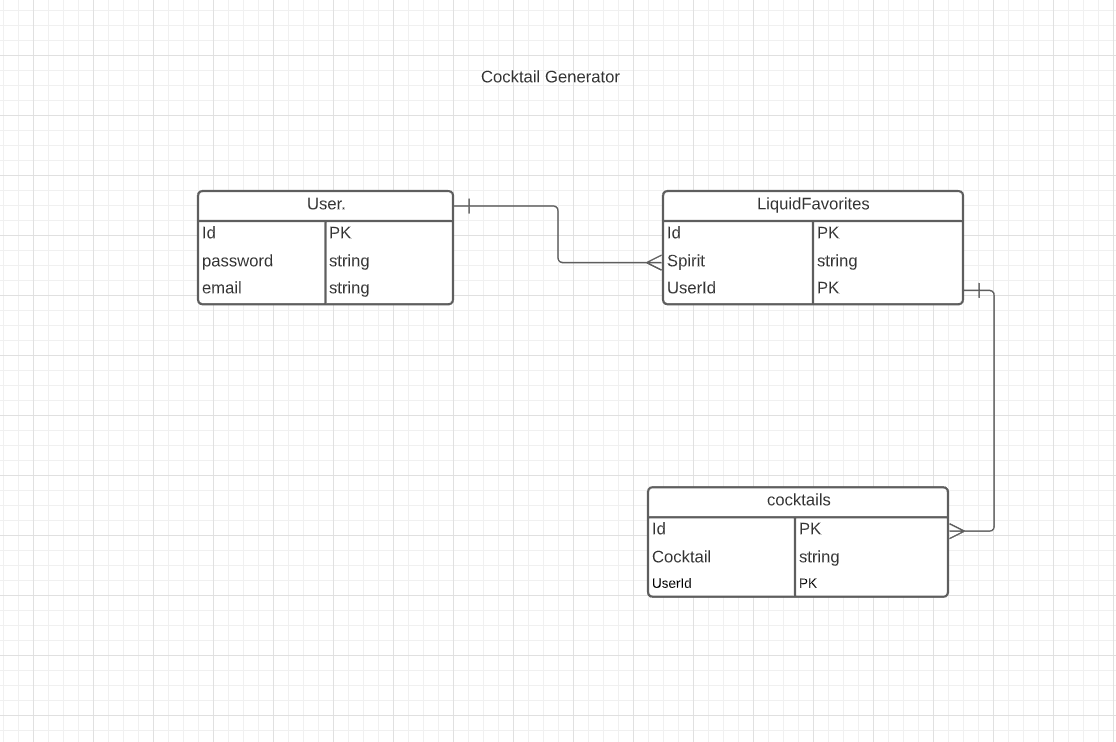 Cocktail Generator
User.
Id PK
password string
email string
LiquidFavorites
Id PK
Spirit string
UserId PK
cocktails
Id PK
Cocktail string
UserId PK